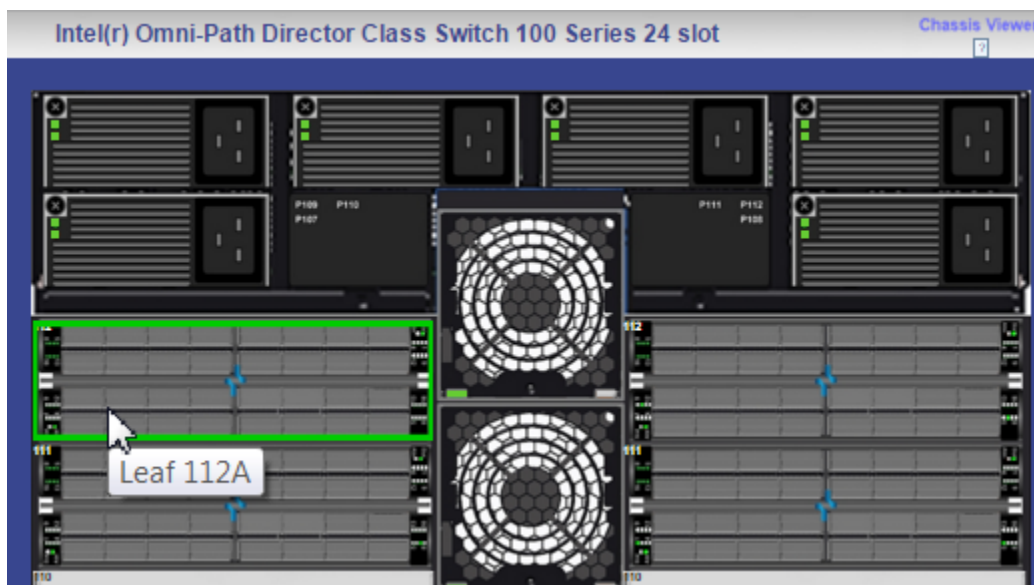 Intel(r) Omni-Path Director Class Switch 100 Series 24 slot
Chassis Viewer
?
P109 P110
P107
P111 P112
P108
112
Leaf 112A
111
111
110
110